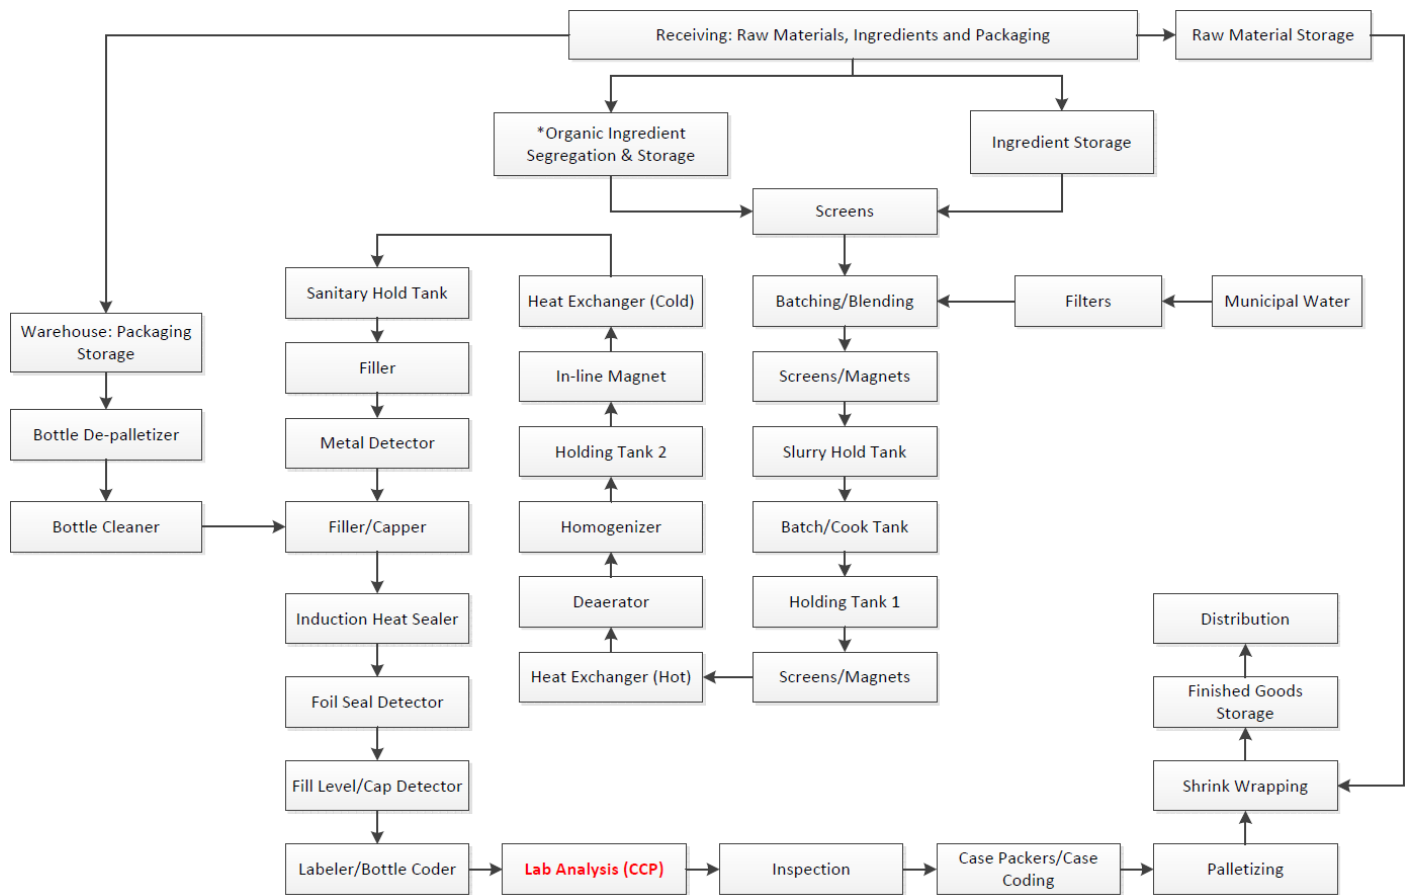 Receiving: Raw Materials, Ingredients and Packaging
Raw Material Storage
*Organic Ingredient
Segregation & Storage
Ingredient Storage
Screens
Sanitary Hold Tank
Heat Exchanger (Cold)
Batching/Blending
Filters
Municipal Water
Warehouse: Packaging
Storage
Filler
In-line Magnet
Screens/Magnets
Bottle De-palletizer
Metal Detector
Holding Tank 2
Slurry Hold Tank
Bottle Cleaner
Filler/Capper
Homogenizer
Batch/Cook Tank
Induction Heat Sealer
Deaerator
Holding Tank 1
Distribution
Heat Exchanger (Hot)
Screens/Magnets
Foil Seal Detector
Finished Goods
Storage
Fill Level/Cap Detector
Shrink Wrapping
Labeler/Bottle Coder
Lab Analysis (CCP)
Inspection
Case Packers/Case
Coding
Palletizing